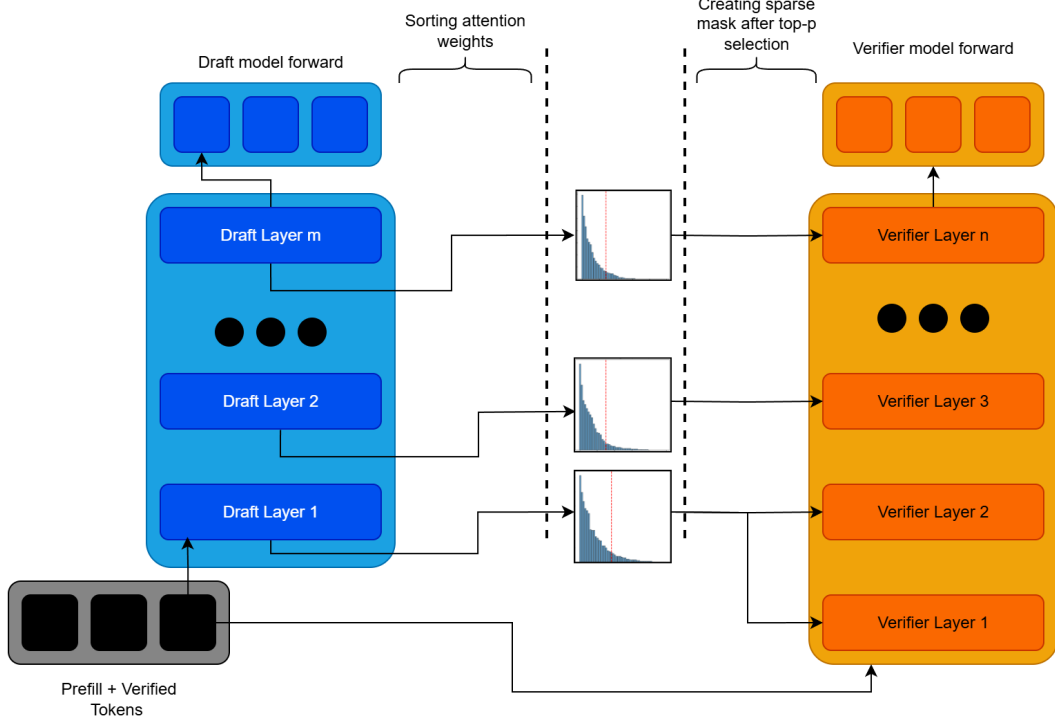 Sorting attention
weights
Creating sparse
mask after top-p
selection
Draft model forward
Verifier model forward
Draft Layer m
Verifier Layer n
Draft Layer 2
Verifier Layer 3
Draft Layer 1
Verifier Layer 2
Verifier Layer 1
Prefill + Verified
Tokens